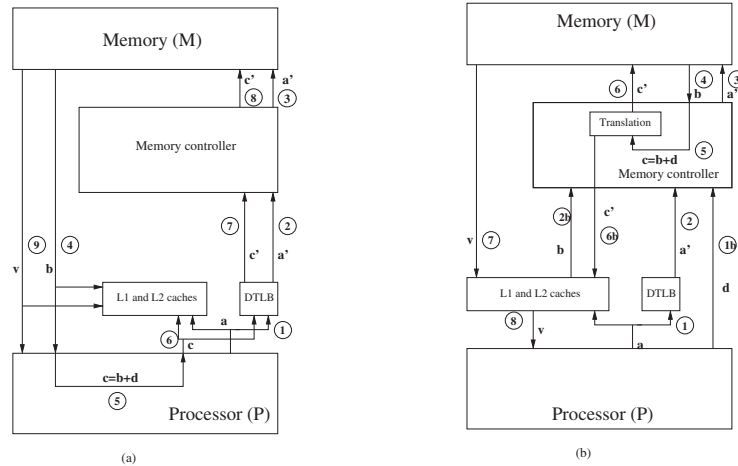 Memory (M)
c'
a'
8
3
Memory controller
7
2
9
4
c'
a'
v
b
L1 and L2 caches
DTLB
a
1
6
c
c=b+d
5
Processor (P)
(a)
Memory (M)
6
4
3
c'
b
a'
Translation
5
c=b+d
Memory controller
2b
c'
2
1b
v
7
b
6b
a'
d
L1 and L2 caches
DTLB
8
v
1
a
Processor (P)
(b)